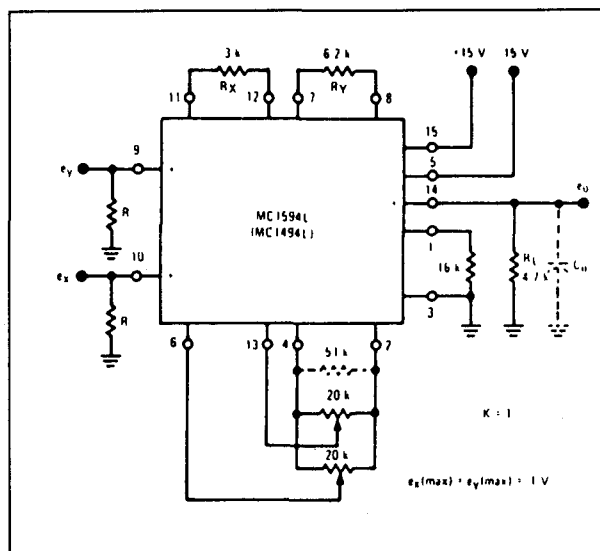 3 k 6.2 k +15 V 15 V
RX RY
11 12 7 8
15
9
eY
5
14
eo
R
MC1594L
(MC1494L)
1
10
16 k
RL
4.7 k
Co
ex
3
R
6 13 4 2
51 k
20 k
K = 1
20 k
ex(max) = eY(max) = 1 V